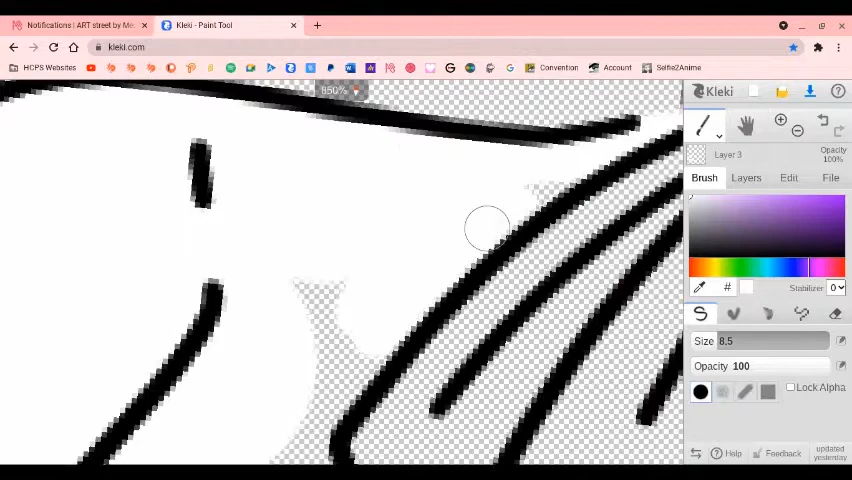 Notifications | ART street by Me
Kleki - Paint Tool
kleki.com
HCPS Websites
Convention
Account
Selfie2Anime
850%
Kleki
Layer 3
Opacity
100%
Brush Layers Edit File
# Stabilizer 0
Size 8.5
Opacity 100
Lock Alpha
Help Feedback updated
yesterday